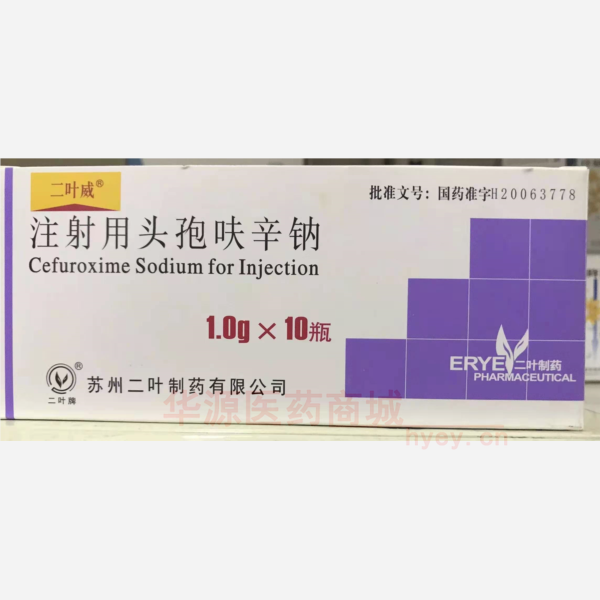 二叶威®
批准文号：国药准字H20063778
注射用头孢呋辛钠
Cefuroxime Sodium for Injection
1.0g×10瓶
ERYE 二叶制药
PHARMACEUTICAL
®
二叶牌
苏州二叶制药有限公司
华源医药商城
hyey.cn